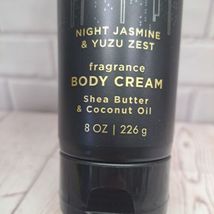 NIGHT JASMINE
& YUZU ZEST
fragrance
BODY CREAM
Shea Butter
& Coconut Oil
8 OZ | 226 g